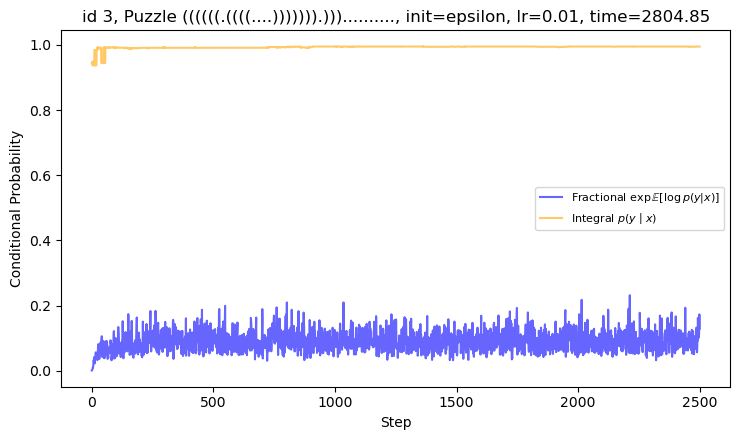 id 3, Puzzle ((((((.((((....))))))).)))).........., init=epsilon, lr=0.01, time=2804.85
Conditional Probability
1.0
0.8
0.6
0.4
0.2
0.0
Fractional exp𝔼[log p(y|x)]
Integral p(y | x)
0
500
1000
1500
2000
2500
Step